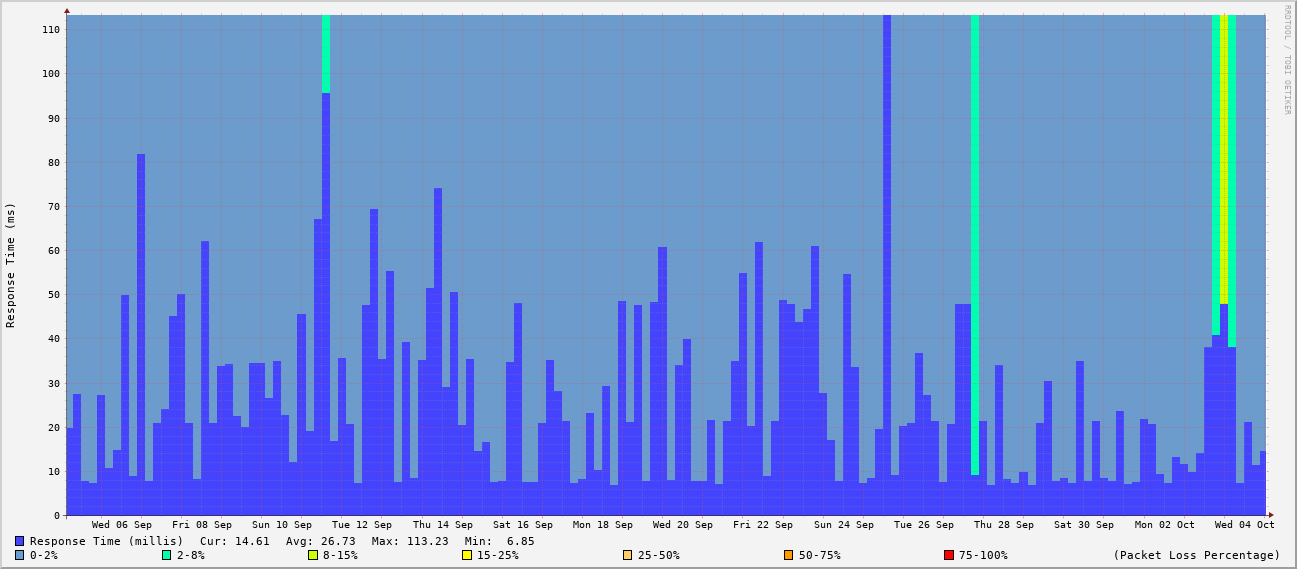 RRDTOOL / TOBI OETIKER
Response Time (ms)
110
100
90
80
70
60
50
40
30
20
10
0
Wed 06 Sep Fri 08 Sep Sun 10 Sep Tue 12 Sep Thu 14 Sep Sat 16 Sep Mon 18 Sep Wed 20 Sep Fri 22 Sep Sun 24 Sep Tue 26 Sep Thu 28 Sep Sat 30 Sep Mon 02 Oct Wed 04 Oct
Response Time (millis) Cur: 14.61 Avg: 26.73 Max: 113.23 Min: 6.85
0-2% 2-8% 8-15% 15-25% 25-50% 50-75% 75-100% (Packet Loss Percentage)